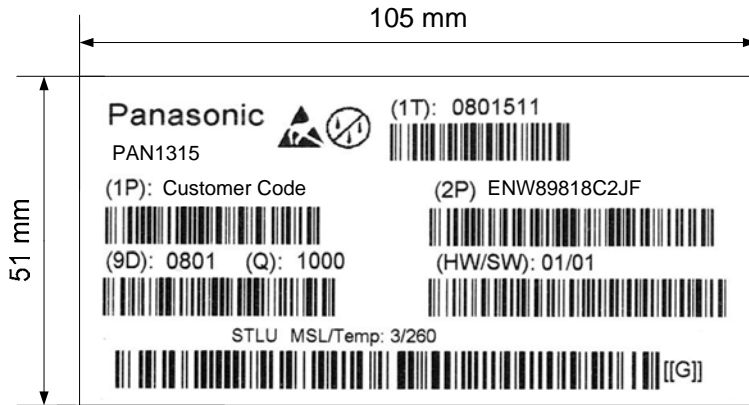 105 mm
51 mm
Panasonic
PAN1315
(1T): 0801511
(1P): Customer Code
(2P) ENW89818C2JF
(9D): 0801 (Q): 1000
(HW/SW): 01/01
STLU MSL/Temp: 3/260
[[G]]